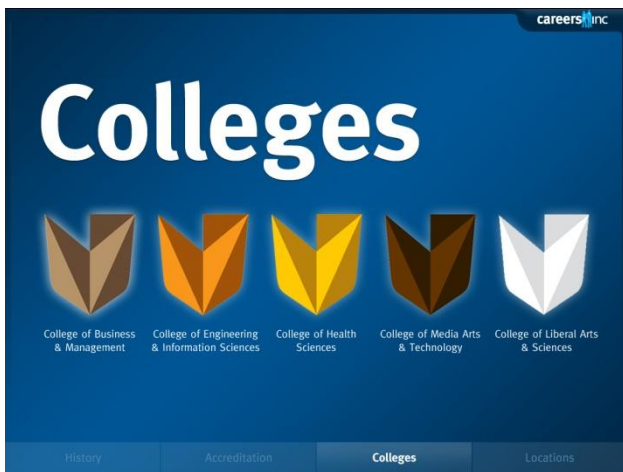 careers inc
Colleges
College of Business
& Management
College of Engineering
& Information Sciences
College of Health
Sciences
College of Media Arts
& Technology
College of Liberal Arts
& Sciences
History
Accreditation
Colleges
Locations